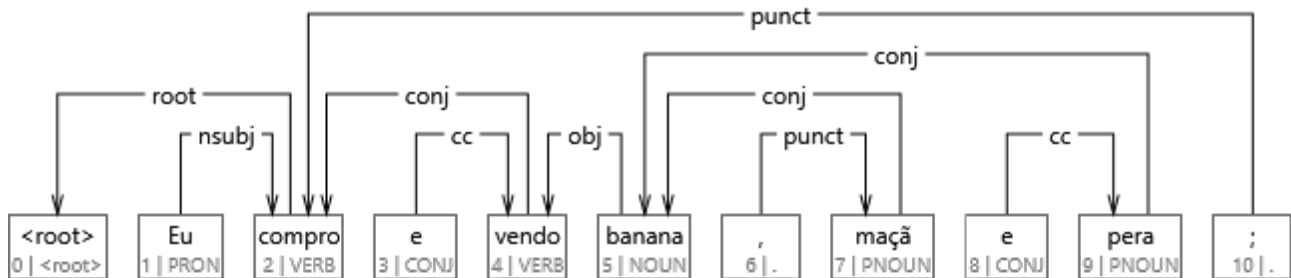 punct
conj
root conj conj
nsubj cc obj punct cc
<root> Eu compro e vendo banana , maçã e pera ;
0 | <root> 1 | PRON 2 | VERB 3 | CONJ 4 | VERB 5 | NOUN 6 | . 7 | PNOUN 8 | CONJ 9 | PNOUN 10 | .